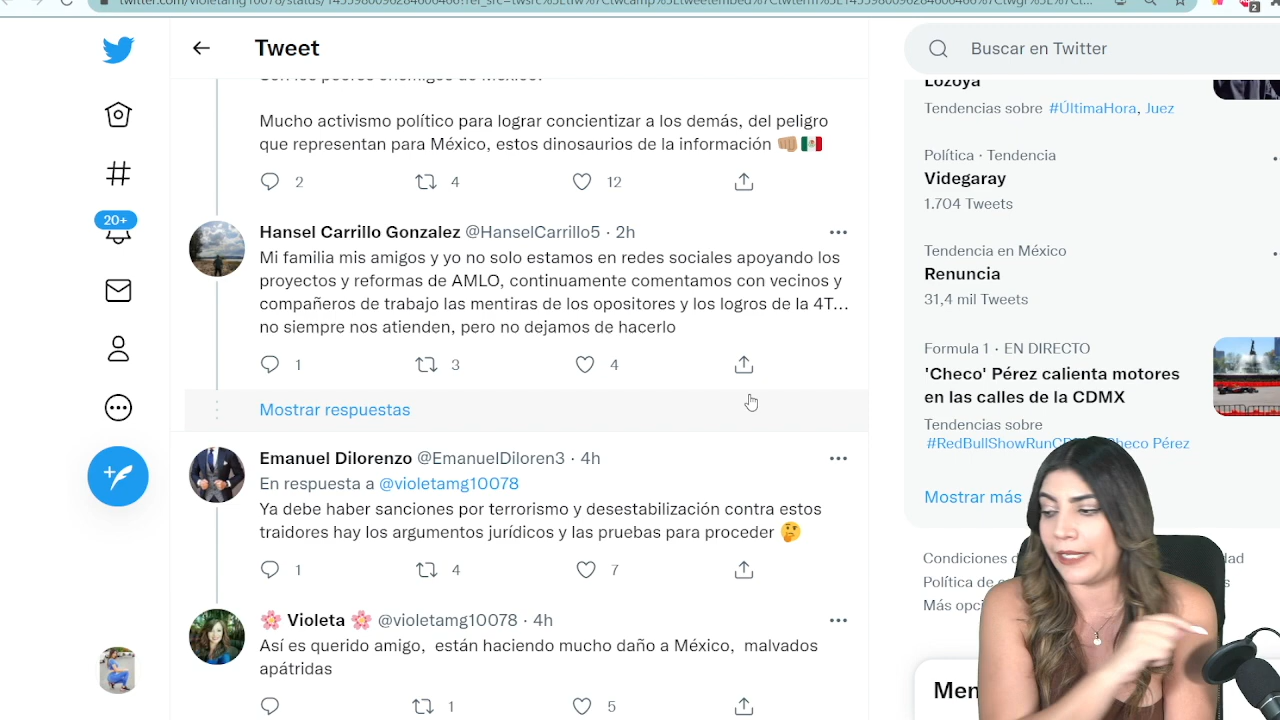 Tweet
Buscar en Twitter
20+
Mucho activismo político para lograr concientizar a los demás, del peligro
que representan para México, estos dinosaurios de la información 👊🏼🇲🇽
2 4 12
Hansel Carrillo Gonzalez @HanselCarrillo5 · 2h
Mi familia mis amigos y yo no solo estamos en redes sociales apoyando los
proyectos y reformas de AMLO, continuamente comentamos con vecinos y
compañeros de trabajo las mentiras de los opositores y los logros de la 4T...
no siempre nos atienden, pero no dejamos de hacerlo
1 3 4
Mostrar respuestas
Emanuel Dilorenzo @EmanuelDiloren3 · 4h
En respuesta a @violetamg10078
Ya debe haber sanciones por terrorismo y desestabilización contra estos
traidores hay los argumentos jurídicos y las pruebas para proceder 🤔
1 4 7
🌸 Violeta 🌸 @violetamg10078 · 4h
Así es querido amigo, están haciendo mucho daño a México, malvados
apátridas
1 5
Lozoya
Tendencias sobre #ÚltimaHora, Juez
Política · Tendencia
Videgaray
1.704 Tweets
Tendencia en México
Renuncia
31,4 mil Tweets
Formula 1 · EN DIRECTO
'Checo' Pérez calienta motores
en las calles de la CDMX
Tendencias sobre
Pérez
Mostrar más
Condiciones
Política de
Más